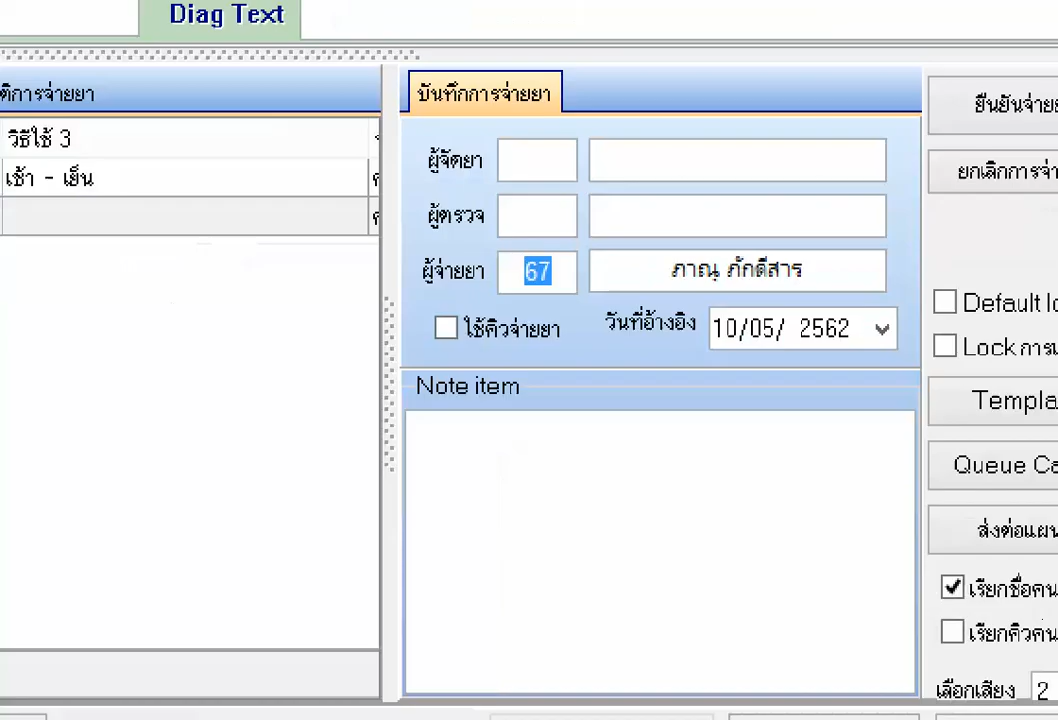 Diag Text
ติการจ่ายยา
วิธีใช้ 3
เช้า - เย็น
บันทึกการจ่ายยา
ผู้จัดยา
ผู้ตรวจ
ผู้จ่ายยา 67 ภาณุ ภักดีสาร
ใช้คิวจ่ายยา วันที่อ้างอิง 10/05/ 2562
Note item
ยืนยันจ่ายย
ยกเลิกการจ่า
Default lo
Lock การแ
Templa
Queue Ca
ส่งต่อแผน
เรียกชื่อคน
เรียกคิวคน
เลือกเสียง 2